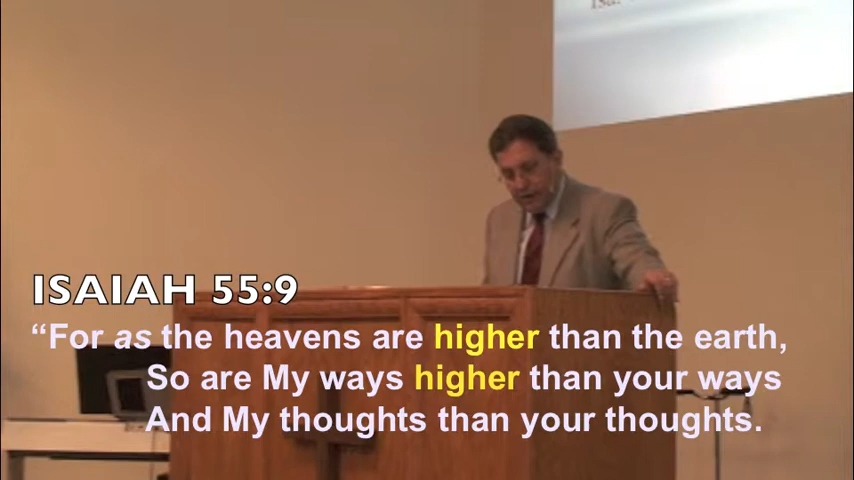 ISAIAH 55:9
“For as the heavens are higher than the earth,
So are My ways higher than your ways
And My thoughts than your thoughts.